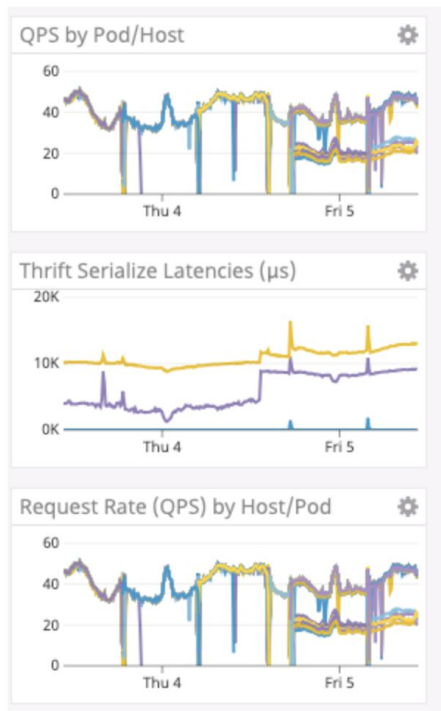 QPS by Pod/Host
60
40
20
0
Thu 4 Fri 5
Thrift Serialize Latencies (μs)
20K
10K
0K
Thu 4 Fri 5
Request Rate (QPS) by Host/Pod
60
40
20
0
Thu 4 Fri 5